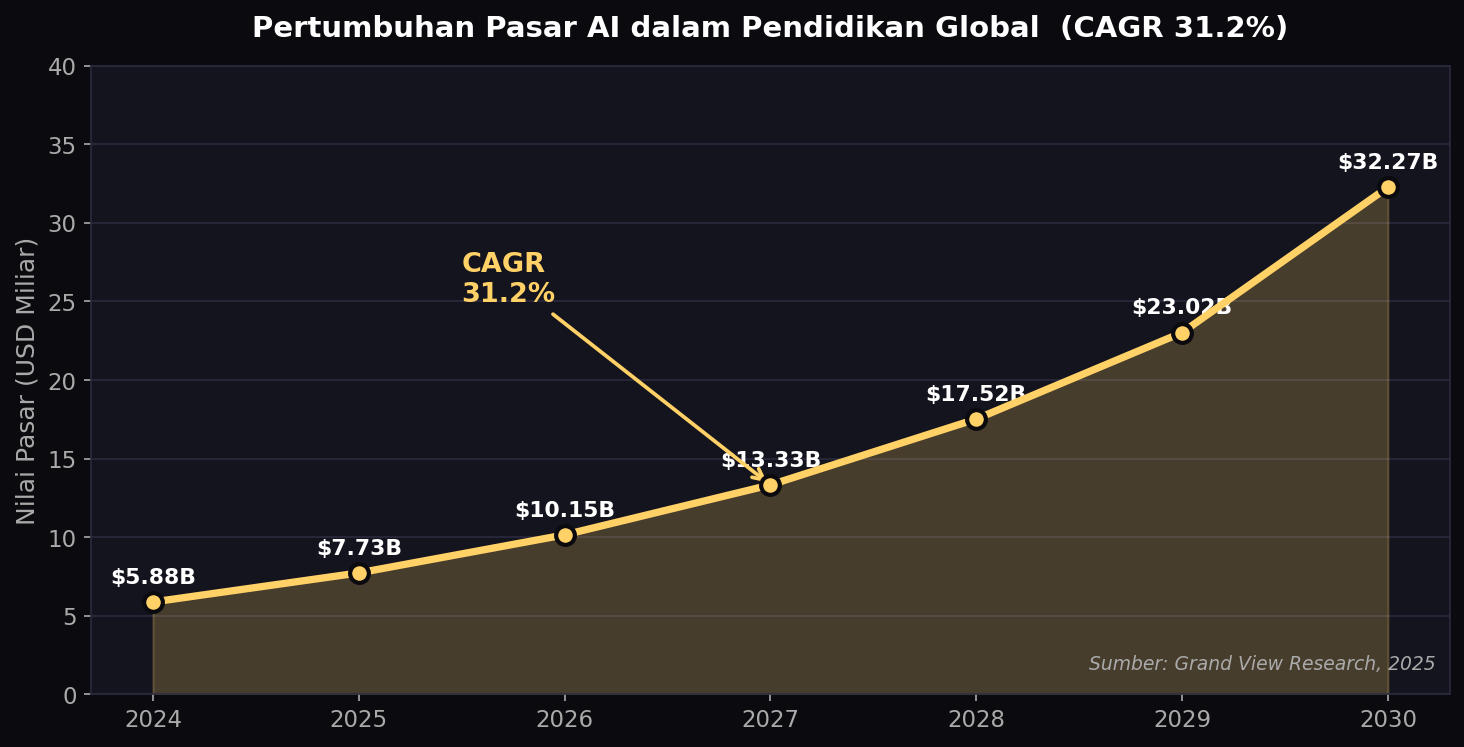 Pertumbuhan Pasar AI dalam Pendidikan Global  (CAGR 31.2%)
Nilai Pasar (USD Miliar)
40
35
30
25
20
15
10
5
0
CAGR
31.2%
$5.88B
$7.73B
$10.15B
$13.33B
$17.52B
$23.02B
$32.27B
Sumber: Grand View Research, 2025
2024
2025
2026
2027
2028
2029
2030